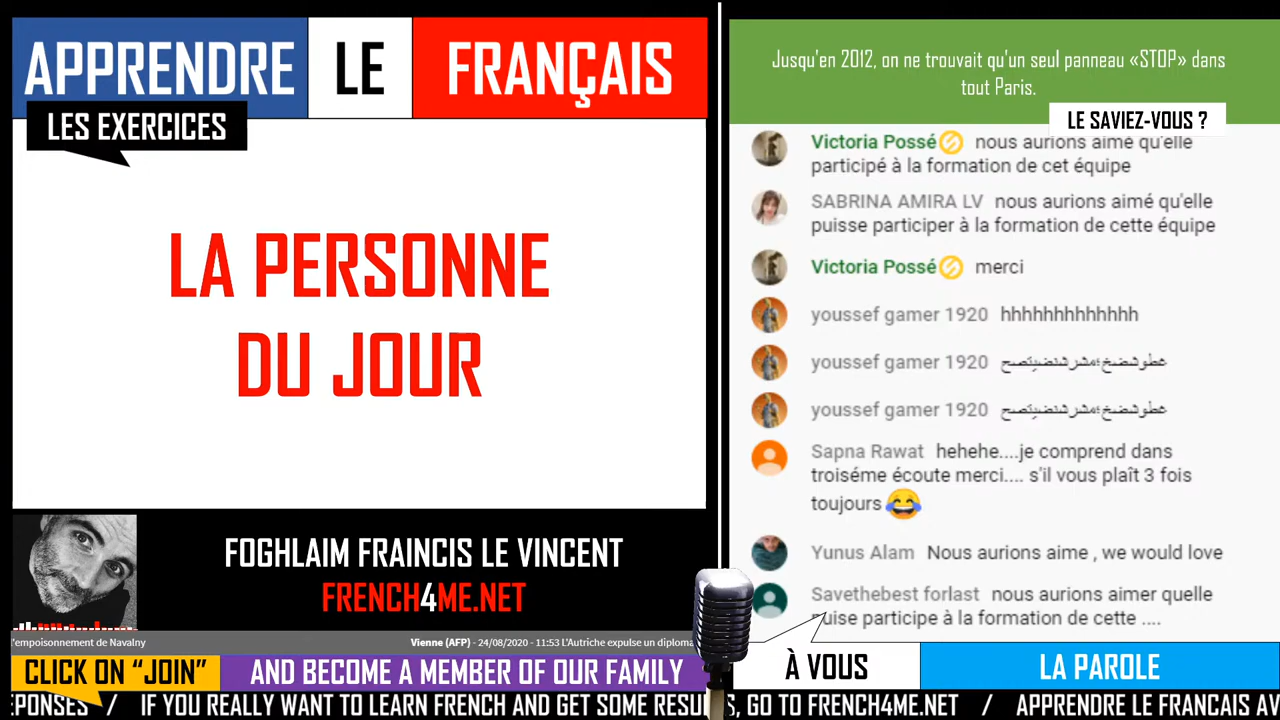 APPRENDRE LE FRANÇAIS
LES EXERCICES
LA PERSONNE
DU JOUR
FOGHLAIM FRAINCIS LE VINCENT
FRENCH4ME.NET
Jusqu'en 2012, on ne trouvait qu'un seul panneau «STOP» dans
tout Paris.
LE SAVIEZ-VOUS ?
Victoria Possé nous aurions aimé qu'elle
participé à la formation de cet équipe
SABRINA AMIRA LV nous aurions aimé qu'elle
puisse participer à la formation de cette équipe
Victoria Possé merci
youssef gamer 1920 hhhhhhhhhhhhh
youssef gamer 1920
youssef gamer 1920
Sapna Rawat hehehe....je comprend dans
troiséme écoute merci.... s'il vous plaît 3 fois
toujours
Yunus Alam Nous aurions aime , we would love
Savethebest forlast nous aurions aimer quelle
puise participe à la formation de cette ....
l'empoisonnement de Navalny Vienne (AFP) - 24/08/2020 - 11:53 L'Autriche expulse un diploma
CLICK ON “JOIN” AND BECOME A MEMBER OF OUR FAMILY
À VOUS LA PAROLE
ÉPONSES / IF YOU REALLY WANT TO LEARN FRENCH AND GET SOME RESULTS, GO TO FRENCH4ME.NET / APPRENDRE LE FRANCAIS AV